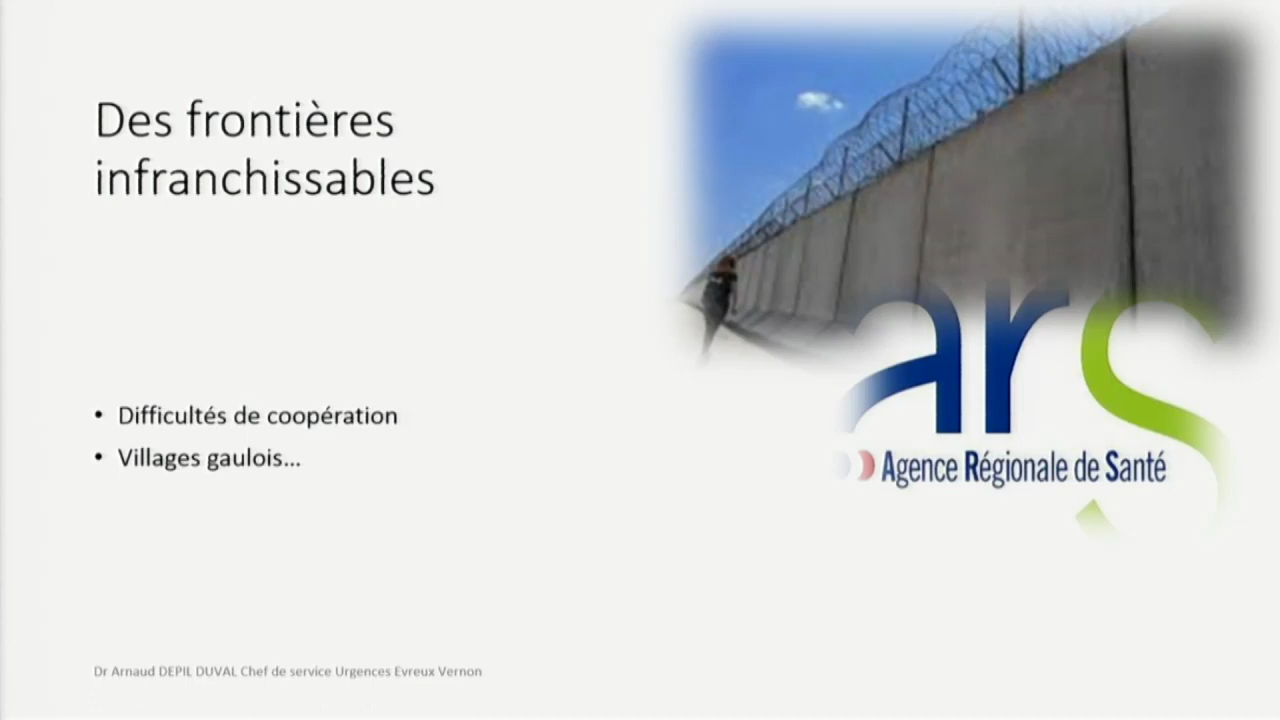 Des frontières
infranchissables
• Difficultés de coopération
• Villages gaulois...
ars
Agence Régionale de Santé
Dr Arnaud DEPIL DUVAL Chef de service Urgences Evreux Vernon